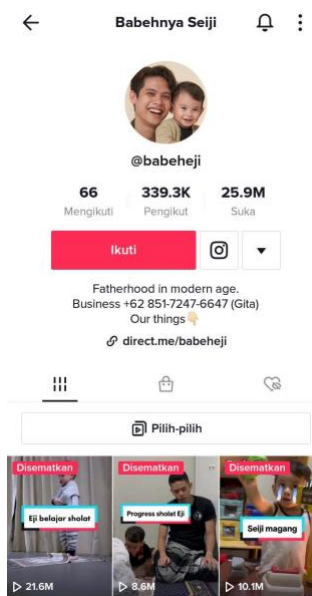 Babehnya Seiji
@babeheji
66 339.3K 25.9M
Mengikuti Pengikut Suka
Ikuti
Fatherhood in modern age.
Business +62 851-7247-6647 (Gita)
Our things👇🏻
direct.me/babeheji
Pilih-pilih
Disematkan Disematkan Disematkan
Eji belajar sholat Progress sholat Eji Seiji magang
21.6M 8.6M 10.1M